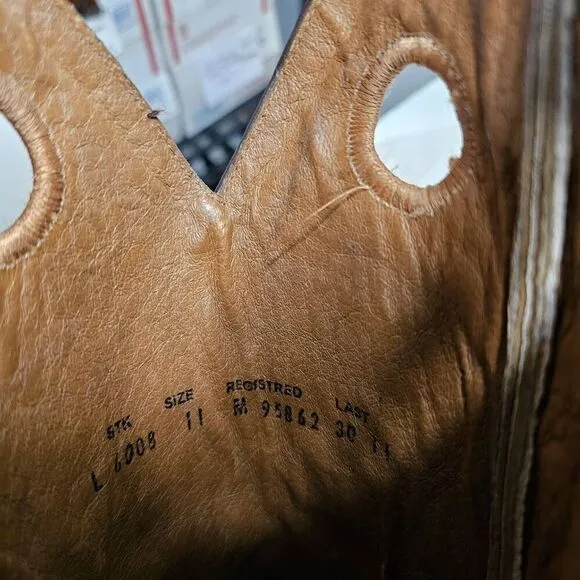 STK SIZE REGISTRED LAST
L 6008 11 M 95862 30 11